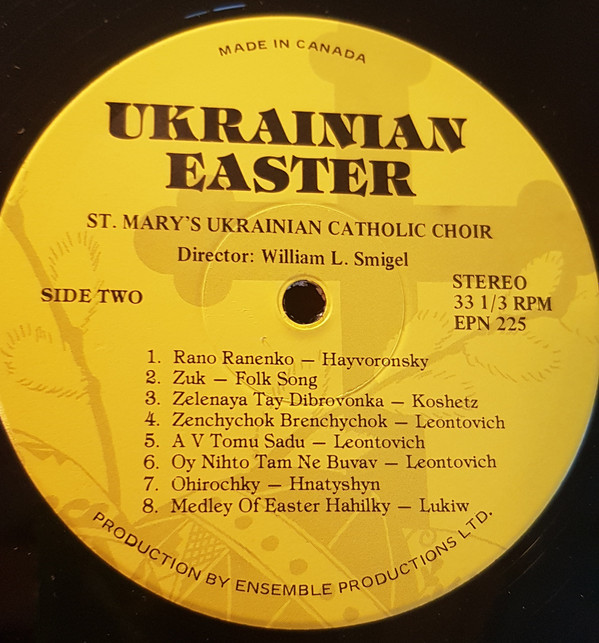 MADE IN CANADA
UKRAINIAN
EASTER
ST. MARY'S UKRAINIAN CATHOLIC CHOIR
Director: William L. Smigel
SIDE TWO
STEREO
33 1/3 RPM
EPN 225
1. Rano Ranenko — Hayvoronsky
2. Zuk — Folk Song
3. Zelenaya Tay Dibrovonka — Koshetz
4. Zenchychok Brenchychok — Leontovich
5. A V Tomu Sadu — Leontovich
6. Oy Nihto Tam Ne Buvav — Leontovich
7. Ohirochky — Hnatyshyn
8. Medley Of Easter Hahilky — Lukiw
PRODUCTION BY ENSEMBLE PRODUCTIONS LTD.